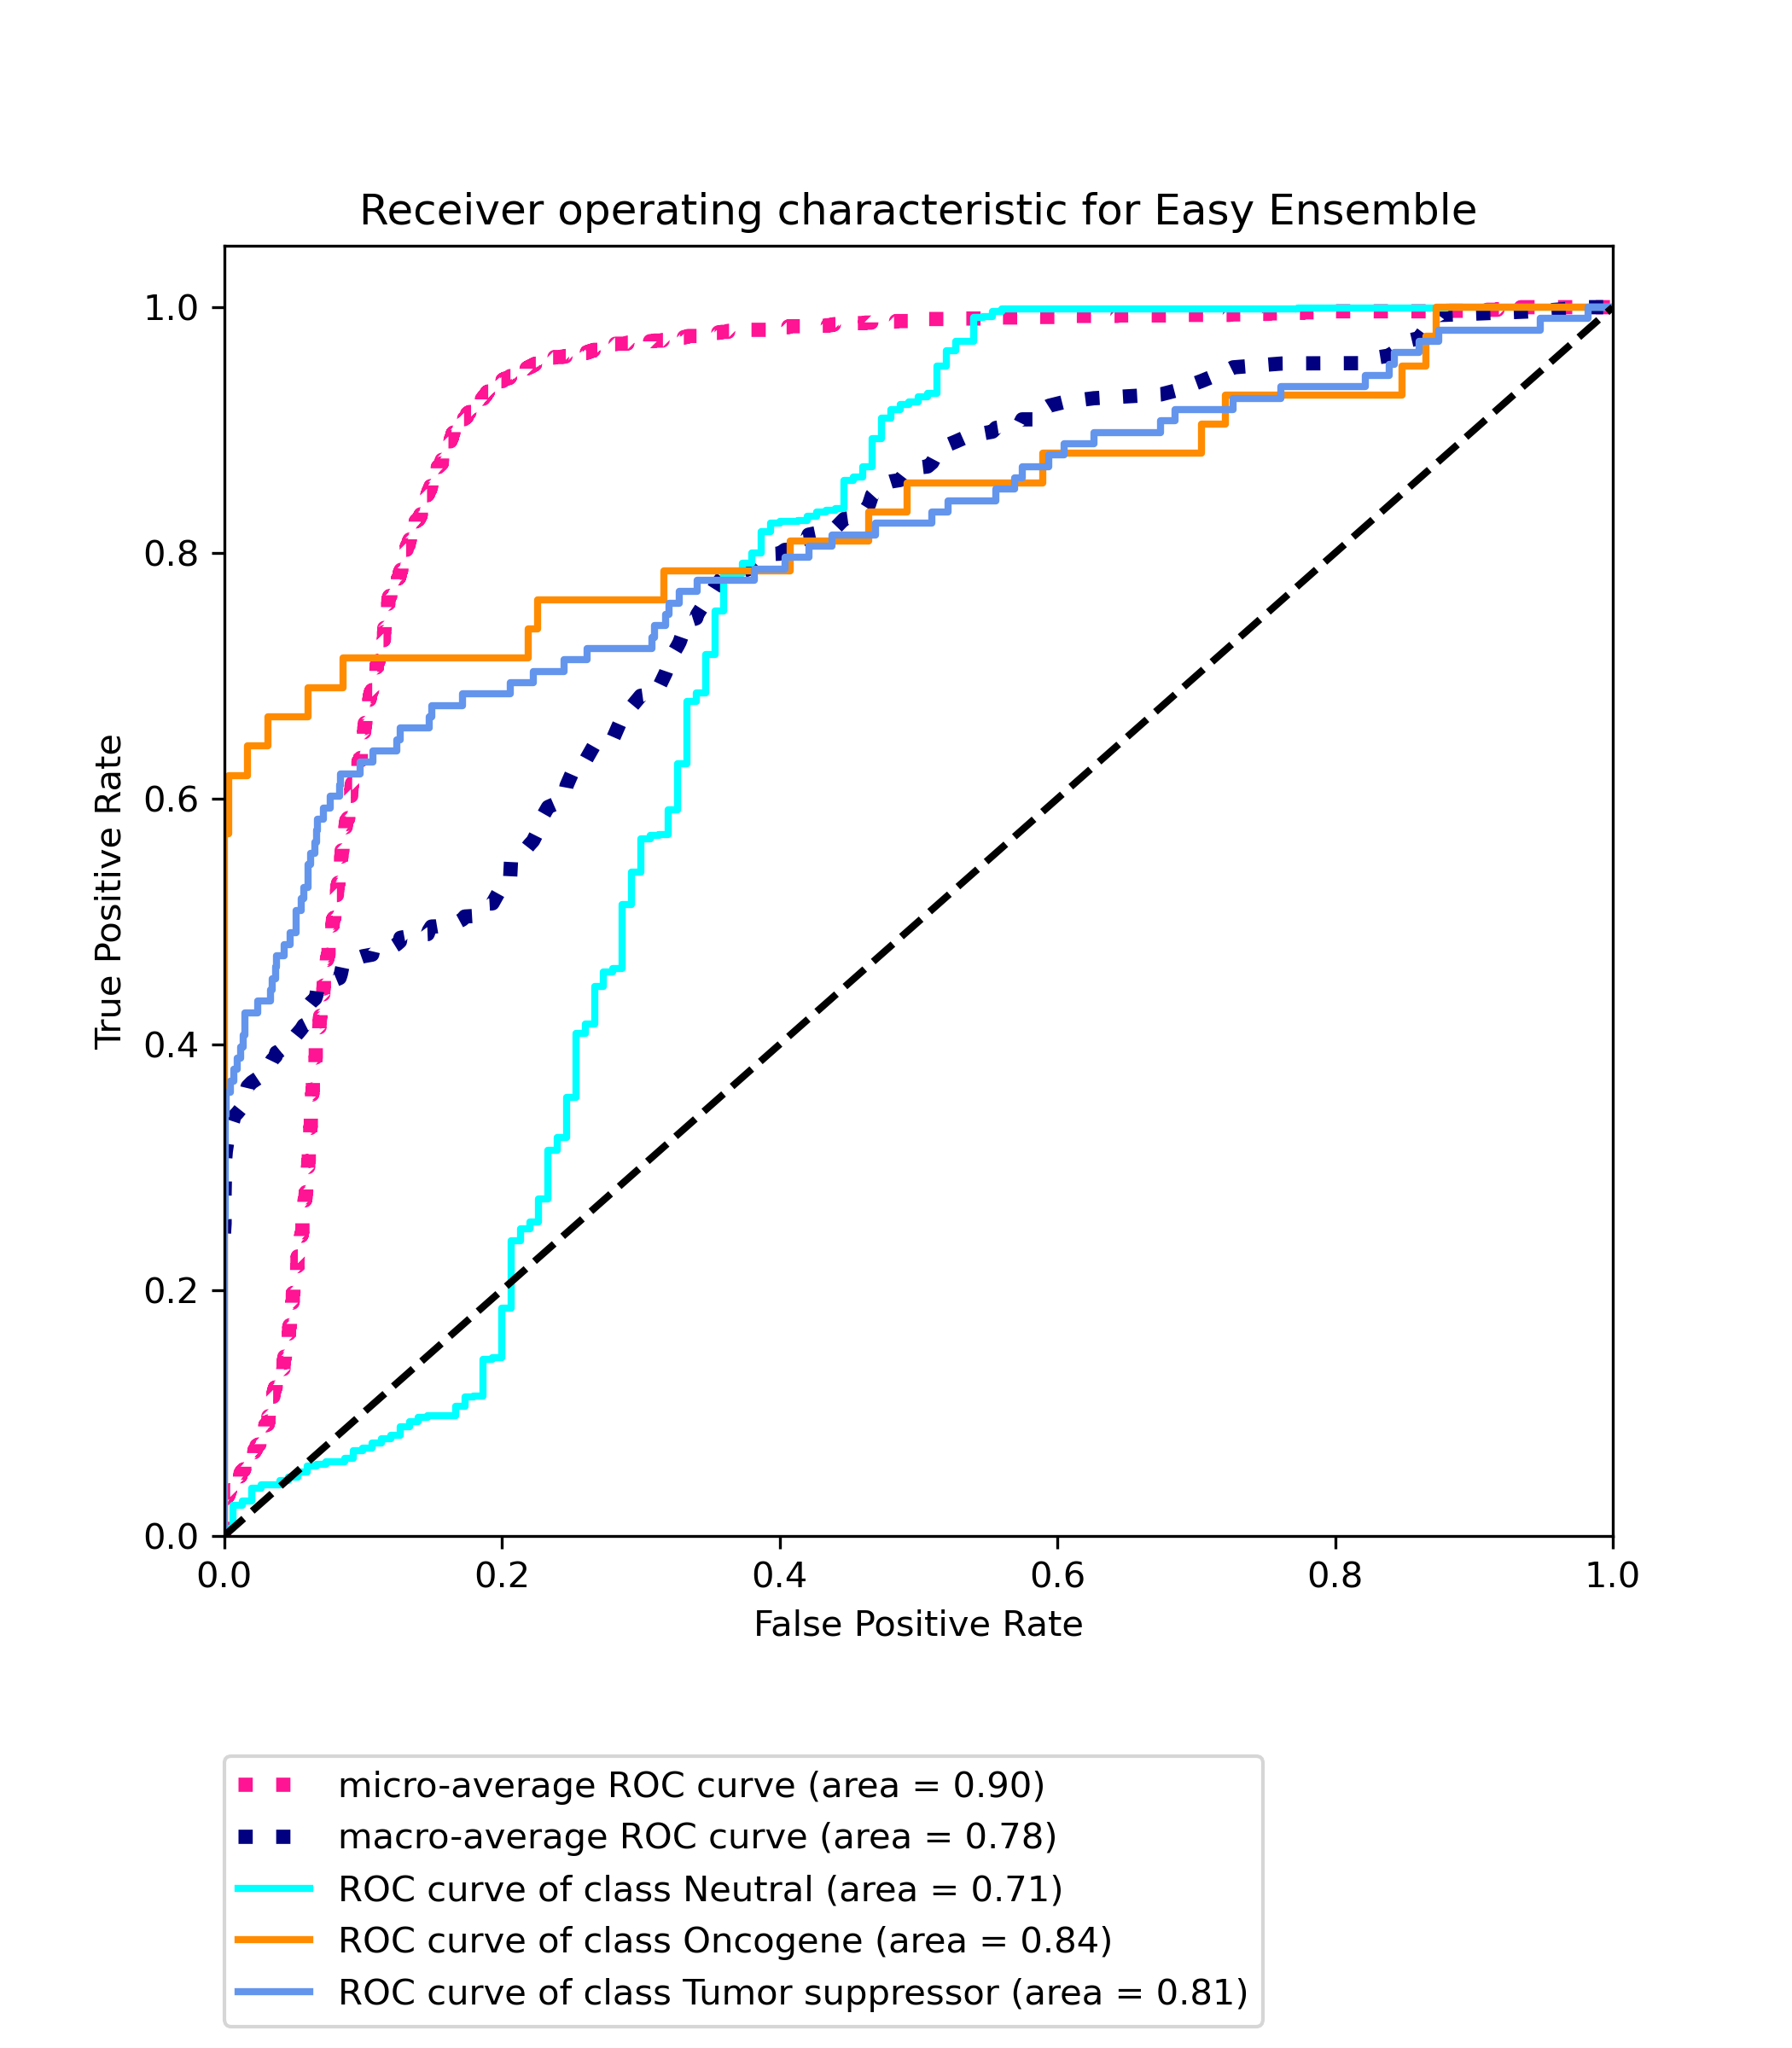 Receiver operating characteristic for Easy Ensemble
1.0
0.8
0.6
0.4
0.2
0.0
True Positive Rate
0.0 0.2 0.4 0.6 0.8 1.0
False Positive Rate
micro-average ROC curve (area = 0.90)
macro-average ROC curve (area = 0.78)
ROC curve of class Neutral (area = 0.71)
ROC curve of class Oncogene (area = 0.84)
ROC curve of class Tumor suppressor (area = 0.81)